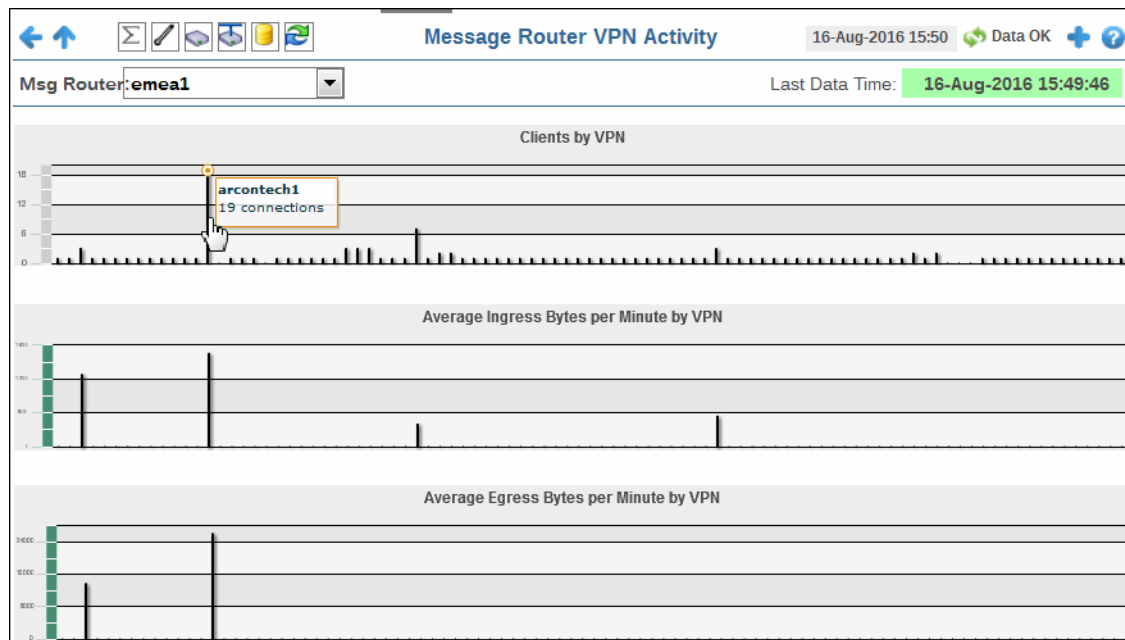 Message Router VPN Activity
16-Aug-2016 15:50 Data OK
Msg Router: emea1
Last Data Time: 16-Aug-2016 15:49:46
Clients by VPN
18
12
6
0
arcontech1
19 connections
Average Ingress Bytes per Minute by VPN
Average Egress Bytes per Minute by VPN
5000
0